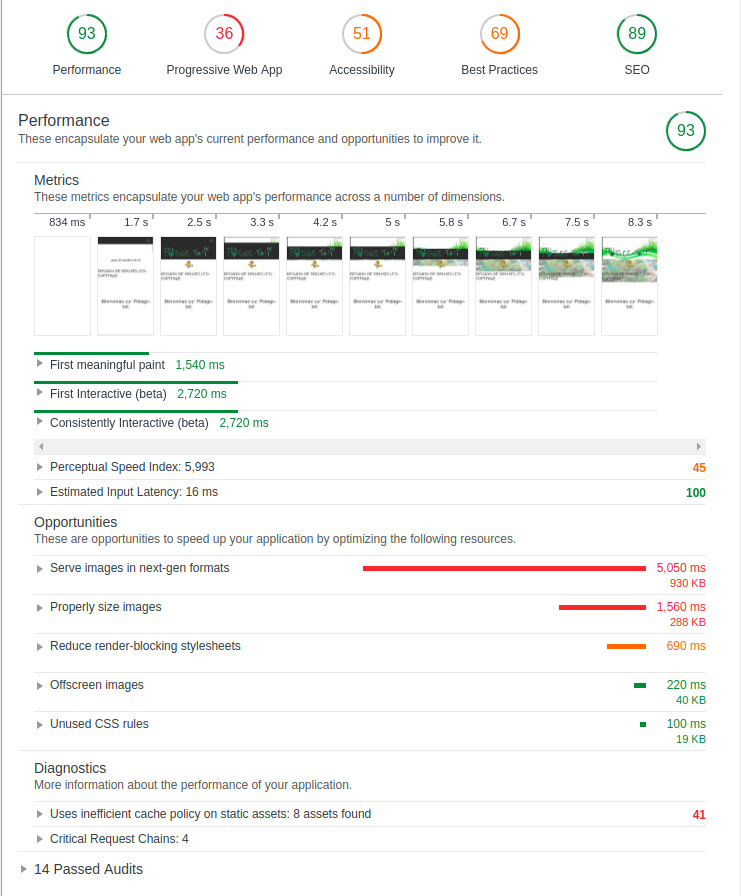 93
36
51
69
89
Performance
Progressive Web App
Accessibility
Best Practices
SEO
Performance
These encapsulate your web app's current performance and opportunities to improve it.
93
Metrics
These metrics encapsulate your web app's performance across a number of dimensions.
834 ms
1.7 s
2.5 s
3.3 s
4.2 s
5 s
5.8 s
6.7 s
7.5 s
8.3 s
First meaningful paint 1,540 ms
First Interactive (beta) 2,720 ms
Consistently Interactive (beta) 2,720 ms
Perceptual Speed Index: 5,993 45
Estimated Input Latency: 16 ms 100
Opportunities
These are opportunities to speed up your application by optimizing the following resources.
Serve images in next-gen formats 5,050 ms
930 KB
Properly size images 1,560 ms
288 KB
Reduce render-blocking stylesheets 690 ms
Offscreen images 220 ms
40 KB
Unused CSS rules 100 ms
19 KB
Diagnostics
More information about the performance of your application.
Uses inefficient cache policy on static assets: 8 assets found 41
Critical Request Chains: 4
14 Passed Audits